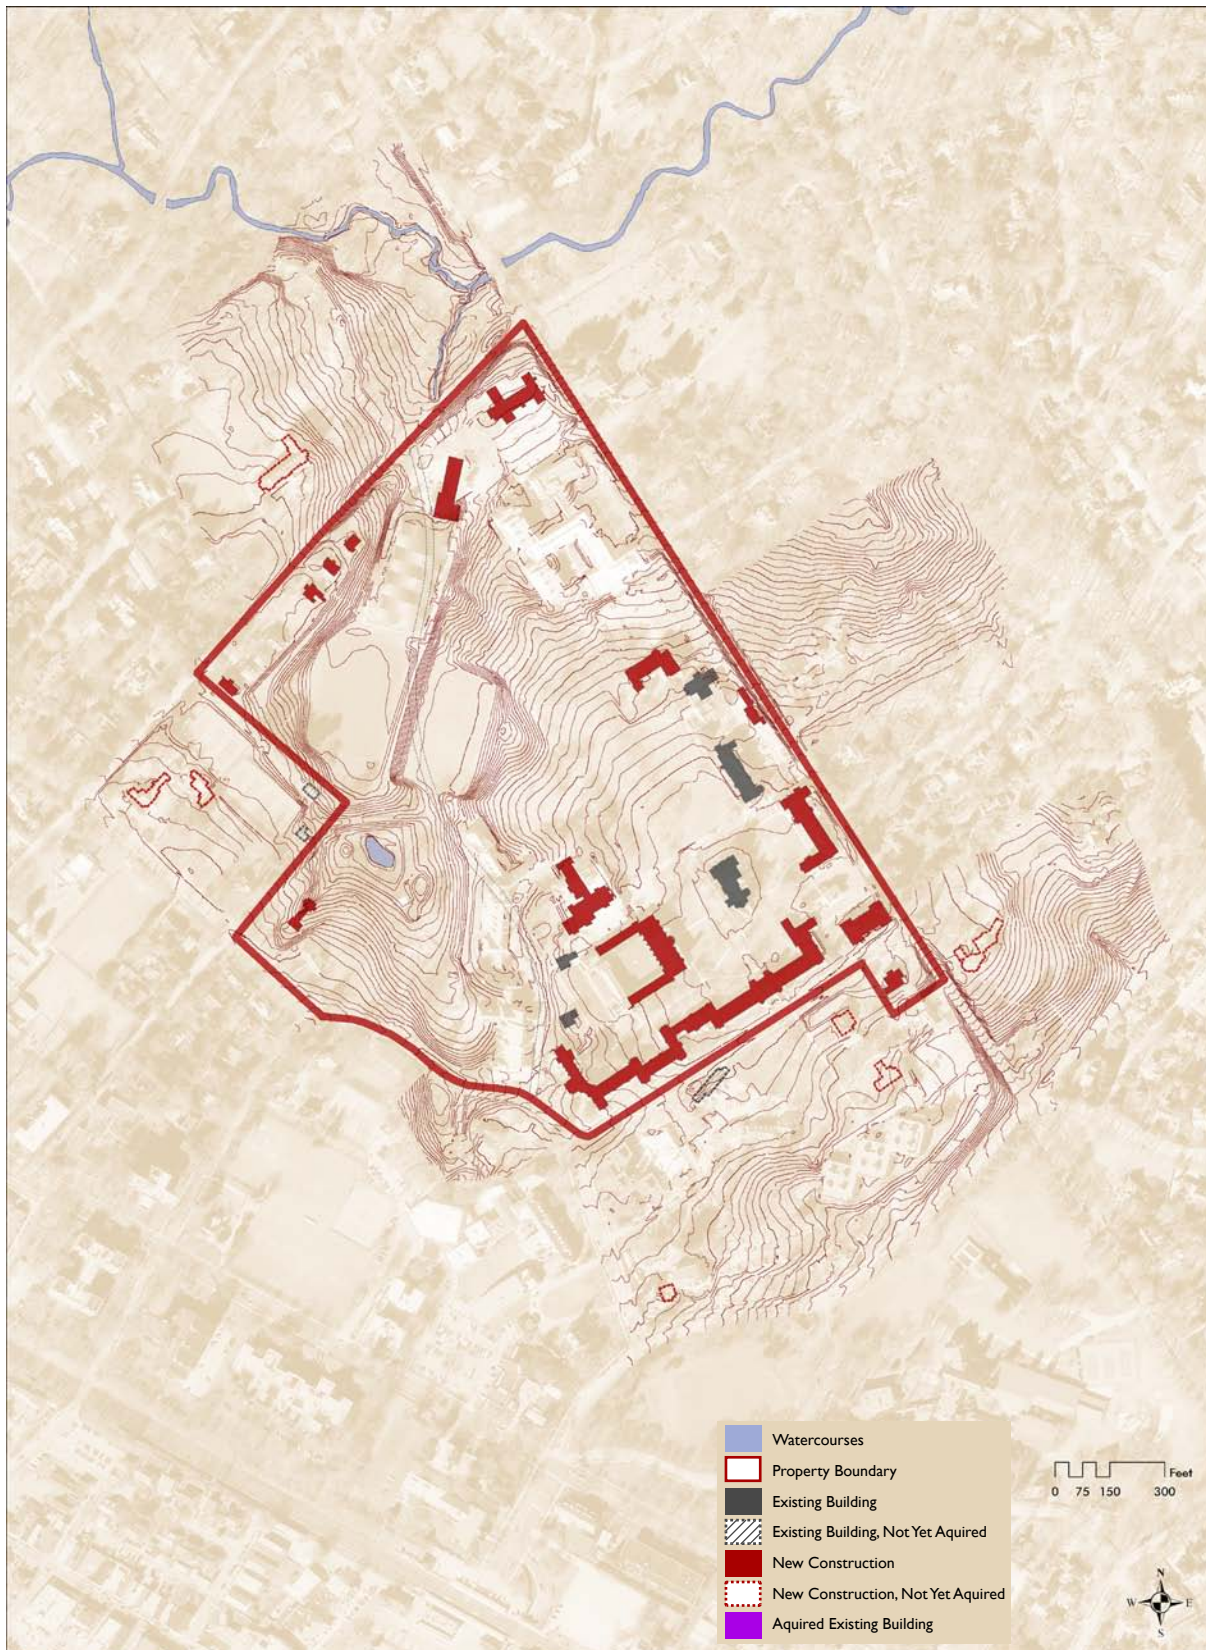 Watercourses
Property Boundary
Existing Building
Existing Building, Not Yet Aquired
New Construction
New Construction, Not Yet Aquired
Aquired Existing Building
Feet
0 75 150 300
N
W E
S